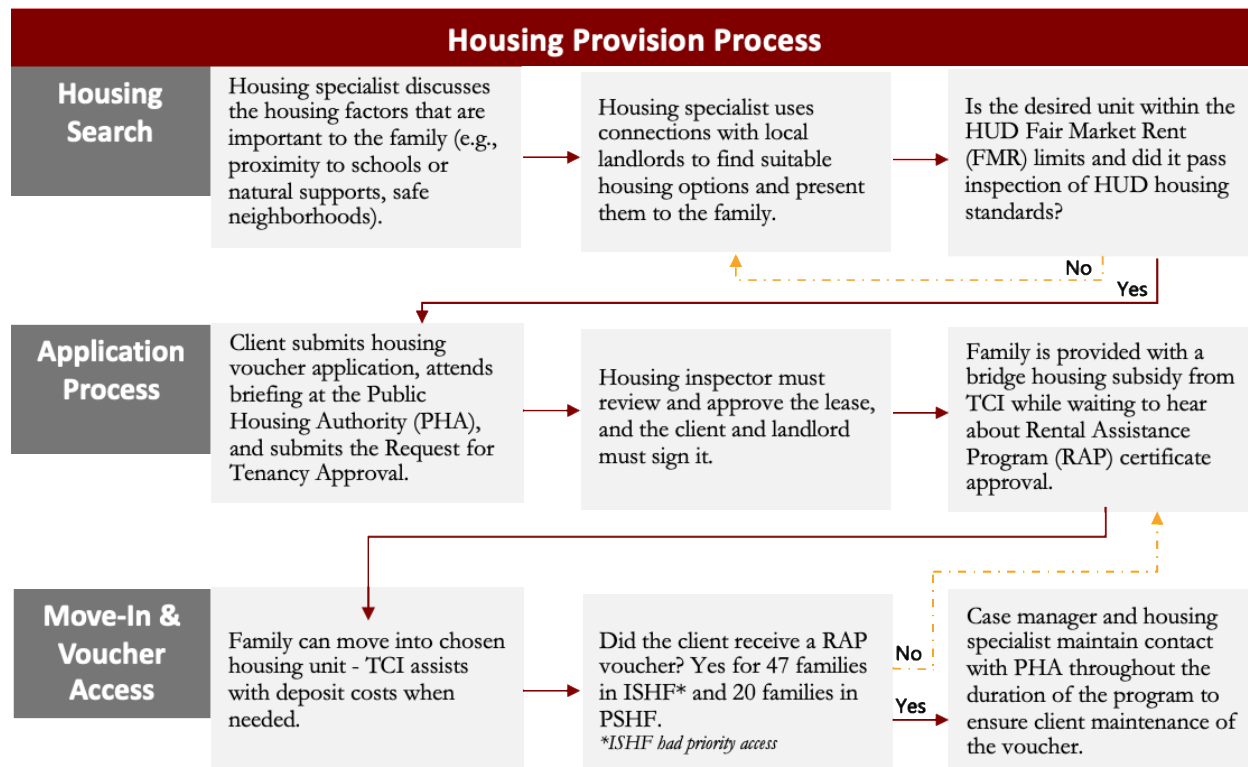 Housing Provision Process
Housing
Search
Housing specialist discusses
the housing factors that are
important to the family (e.g.,
proximity to schools or
natural supports, safe
neighborhoods).
Housing specialist uses
connections with local
landlords to find suitable
housing options and present
them to the family.
Is the desired unit within the
HUD Fair Market Rent
(FMR) limits and did it pass
inspection of HUD housing
standards?
No
Yes
Application
Process
Client submits housing
voucher application, attends
briefing at the Public
Housing Authority (PHA),
and submits the Request for
Tenancy Approval.
Housing inspector must
review and approve the lease,
and the client and landlord
must sign it.
Family is provided with a
bridge housing subsidy from
TCI while waiting to hear
about Rental Assistance
Program (RAP) certificate
approval.
Move-In &
Voucher
Access
Family can move into chosen
housing unit - TCI assists
with deposit costs when
needed.
Did the client receive a RAP
voucher? Yes for 47 families
in ISHF* and 20 families in
PSHF.
*ISHF had priority access
No
Yes
Case manager and housing
specialist maintain contact
with PHA throughout the
duration of the program to
ensure client maintenance of
the voucher.